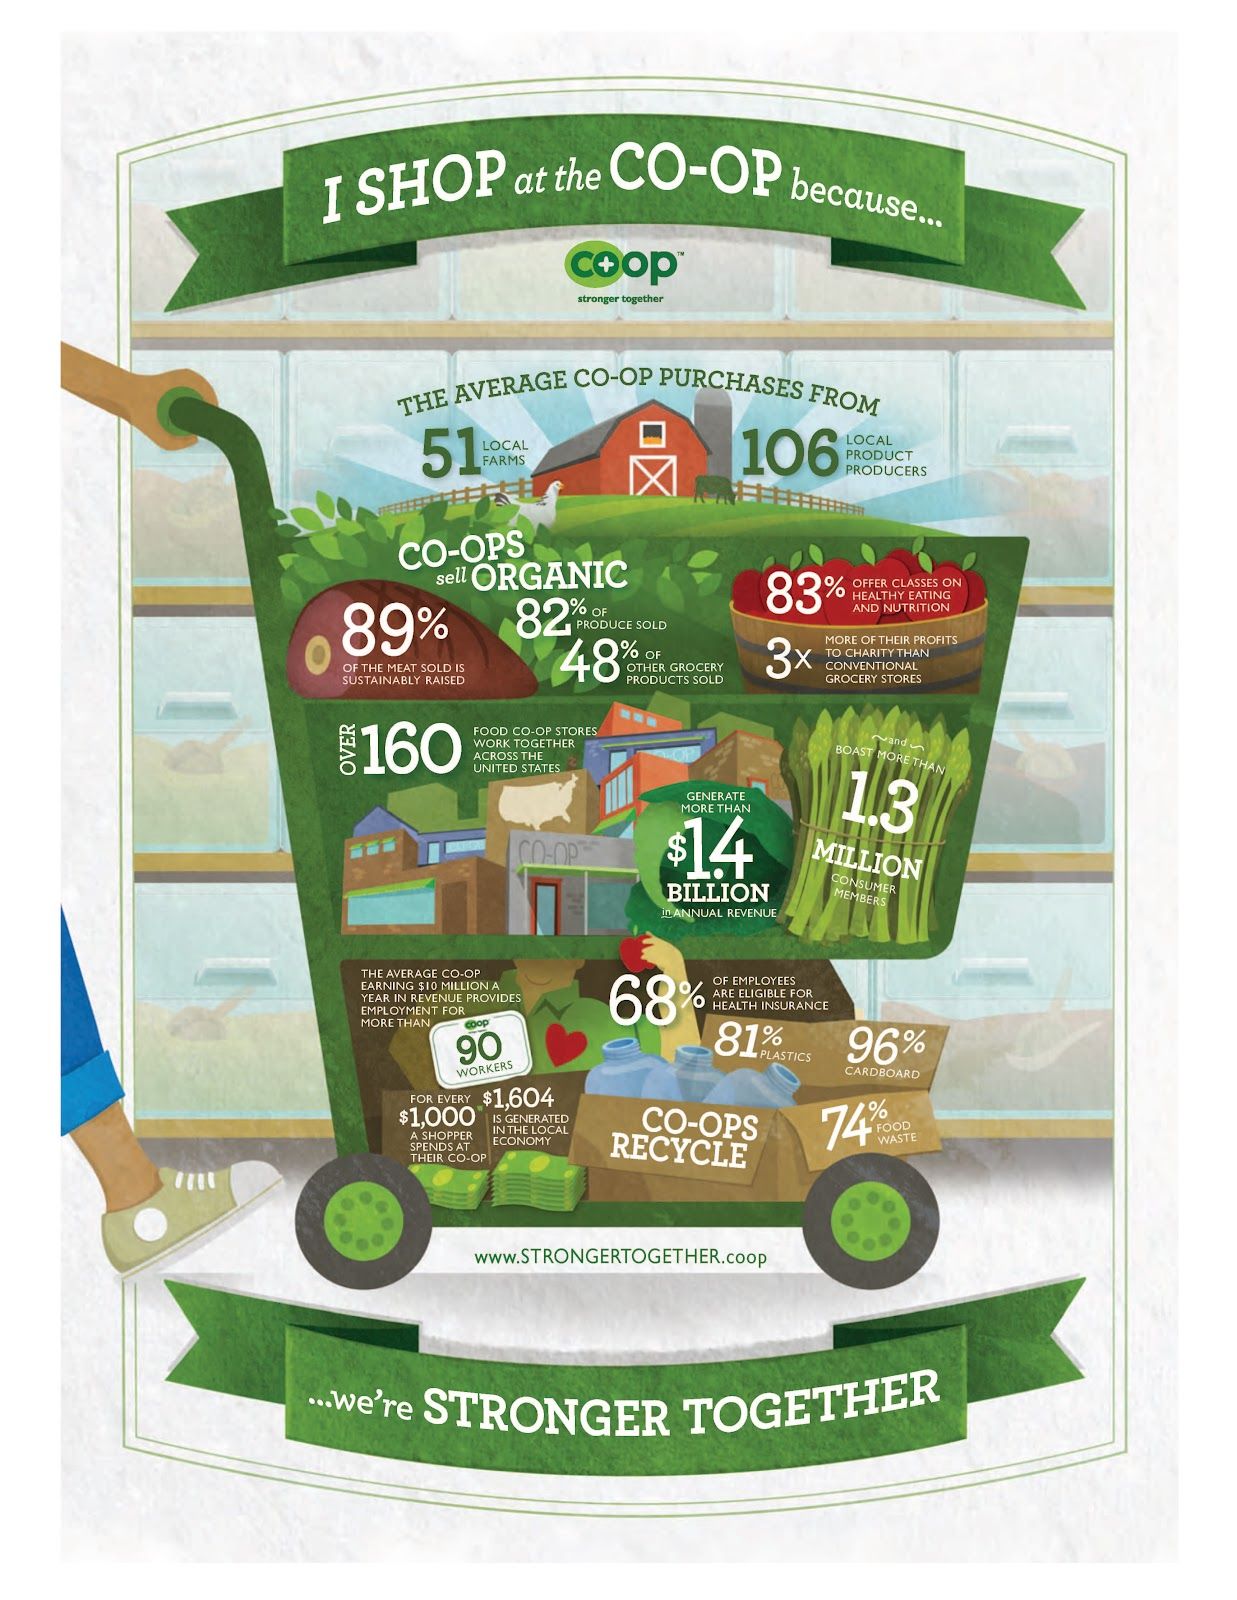 I SHOP at the CO-OP because...
co+op™
stronger together
THE AVERAGE CO-OP PURCHASES FROM
51 LOCAL
FARMS
106 LOCAL
PRODUCT
PRODUCERS
CO-OPS
sell ORGANIC
89%
OF THE MEAT SOLD IS
SUSTAINABLY RAISED
82% OF
PRODUCE SOLD
48% OF
OTHER GROCERY
PRODUCTS SOLD
83% OFFER CLASSES ON
HEALTHY EATING
AND NUTRITION
3x MORE OF THEIR PROFITS
TO CHARITY THAN
CONVENTIONAL
GROCERY STORES
OVER
160 FOOD CO-OP STORES
WORK TOGETHER
ACROSS THE
UNITED STATES
CO-OP
CO-OP
GENERATE
MORE THAN
$1.4
BILLION
in ANNUAL REVENUE
and
BOAST MORE THAN
1.3
MILLION
CONSUMER
MEMBERS
THE AVERAGE CO-OP
EARNING $10 MILLION A
YEAR IN REVENUE PROVIDES
EMPLOYMENT FOR
MORE THAN
co+op
90
WORKERS
68% OF EMPLOYEES
ARE ELIGIBLE FOR
HEALTH INSURANCE
FOR EVERY
$1,000
A SHOPPER
SPENDS AT
THEIR CO-OP
$1,604
IS GENERATED
IN THE LOCAL
ECONOMY
CO-OPS
RECYCLE
81%
PLASTICS
96%
CARDBOARD
74%
FOOD
WASTE
www.STRONGERTOGETHER.coop
...we're STRONGER TOGETHER